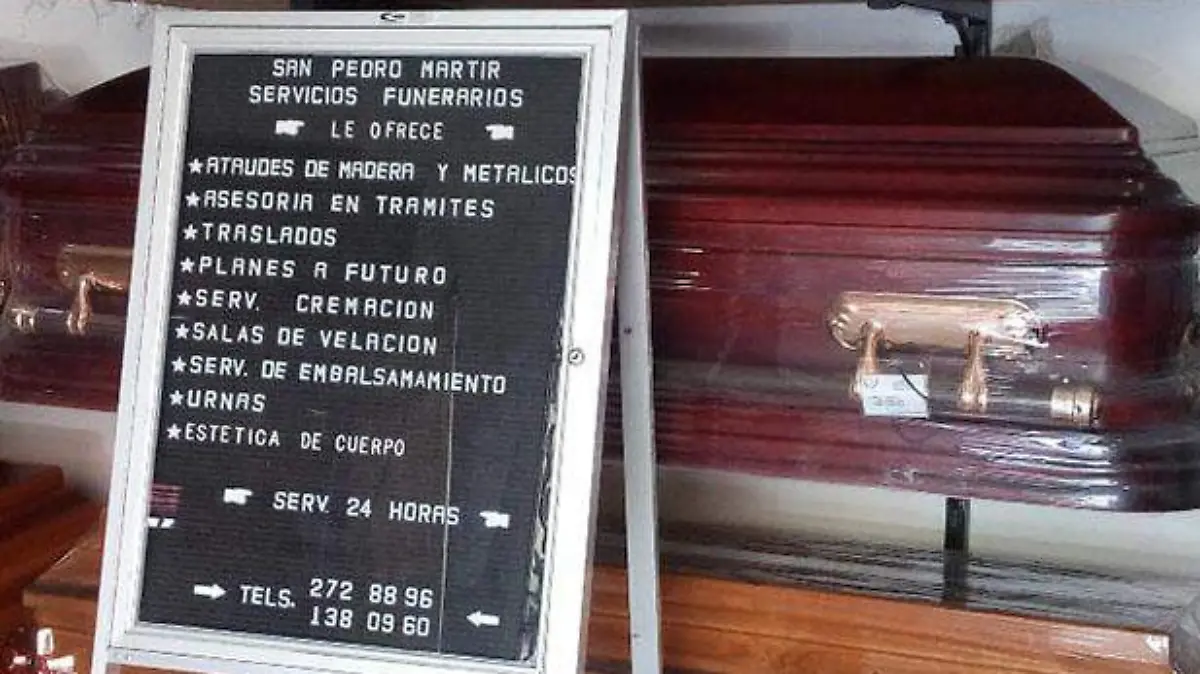 SAN PEDRO MARTIR
SERVICIOS FUNERARIOS
LE OFRECE
★ATAUDES DE MADERA Y METALICOS
★ASESORIA EN TRAMITES
★TRASLADOS
★PLANES A FUTURO
★SERV. CREMACION
★SALAS DE VELACION
★SERV. DE EMBALSAMAMIENTO
★URNAS
★ESTETICA DE CUERPO
SERV. 24 HORAS
TELS. 272 88 96
138 09 60